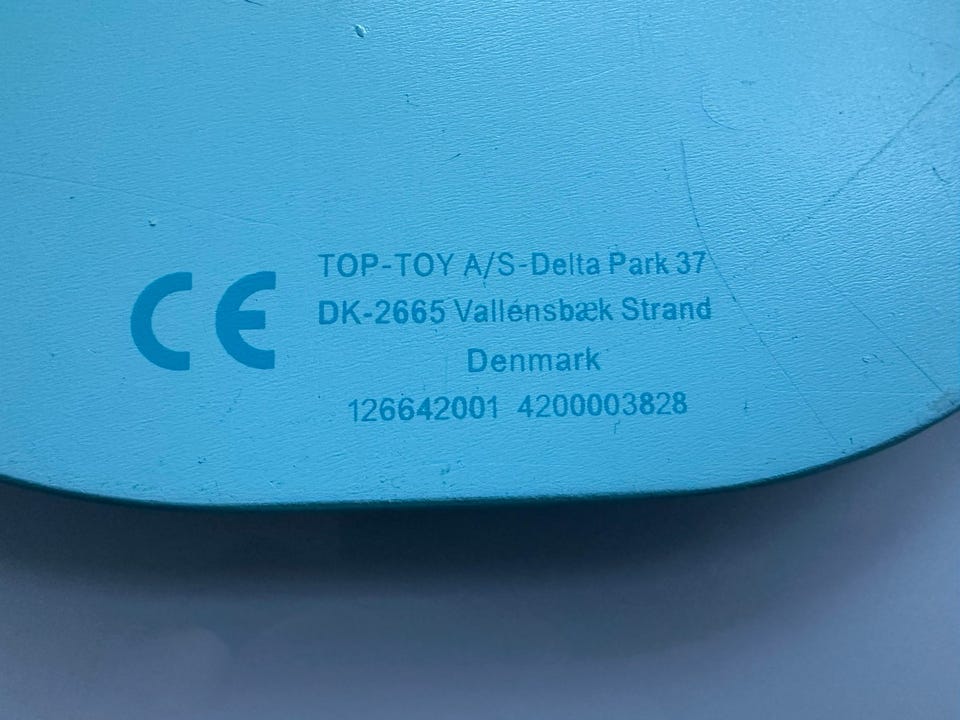 CE
TOP-TOY A/S-Delta Park 37
DK-2665 Vallensbæk Strand
Denmark
126642001 4200003828